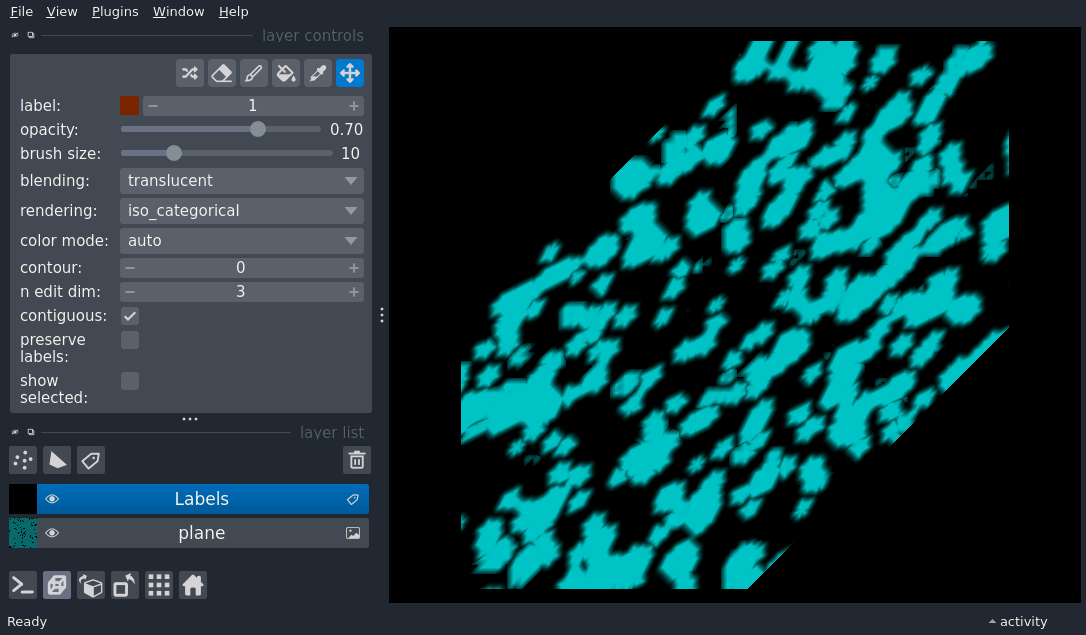 File View Plugins Window Help
layer controls
label: 1
opacity: 0.70
brush size: 10
blending: translucent
rendering: iso_categorical
color mode: auto
contour: 0
n edit dim: 3
contiguous:
preserve
labels:
show
selected:
layer list
Labels
plane
Ready
activity